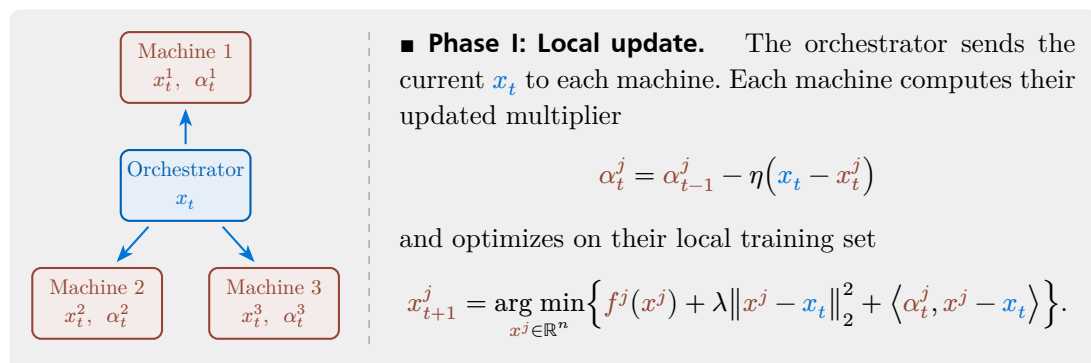 Machine 1
x_t^1, α_t^1
Orchestrator
x_t
Machine 2
x_t^2, α_t^2
Machine 3
x_t^3, α_t^3
■ Phase I: Local update. The orchestrator sends the
current x_t to each machine. Each machine computes their
updated multiplier
α_t^j = α_{t−1}^j − η(x_t − x_t^j)
and optimizes on their local training set
x_{t+1}^j = arg min_{x^j∈ℝ^n} {f^j(x^j) + λ‖x^j − x_t‖_2^2 + ⟨α_t^j, x^j − x_t⟩}.